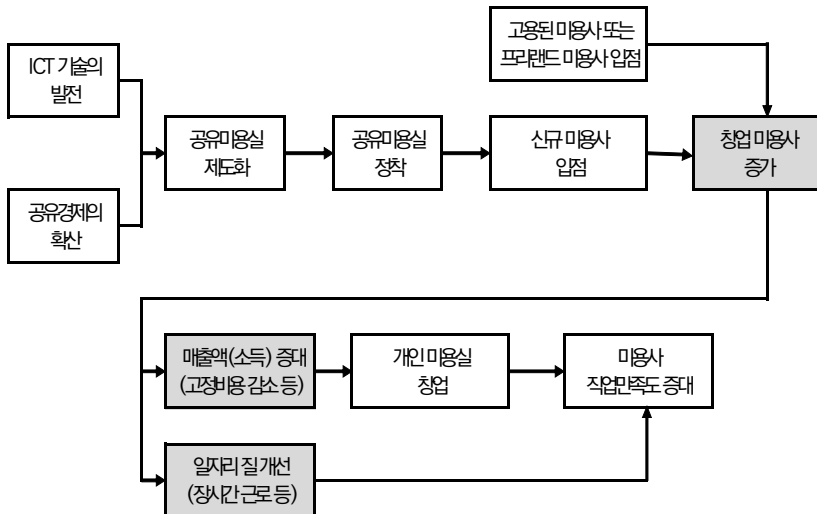 고용된 미용사 또는
프리랜드 미용사 입점
ICT 기술의
발전
공유미용실
제도화
공유미용실
정착
신규 미용사
입점
창업 미용사
증가
공유경제의
확산
매출액(소득) 증대
(고정비용 감소 등)
개인 미용실
창업
미용사
직업만족도 증대
일자리 질 개선
(장시간 근로 등)